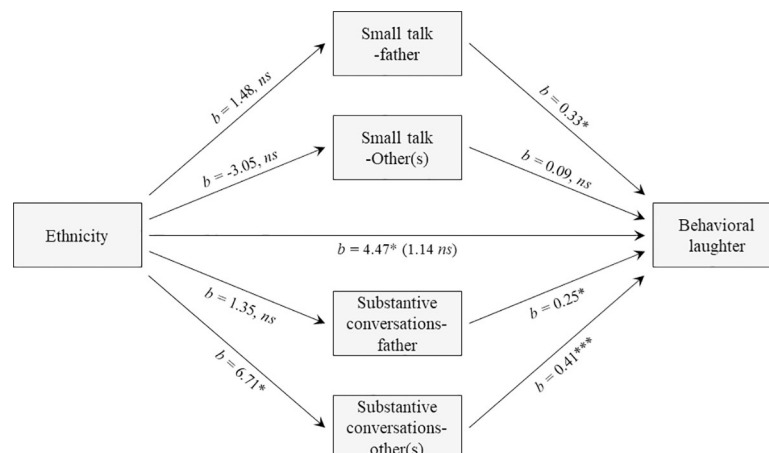 Small talk
-father
b = 1.48, ns
b = 0.33*
Small talk
-Other(s)
b = -3.05, ns
b = 0.09, ns
Ethnicity
Behavioral
laughter
b = 4.47* (1.14 ns)
b = 1.35, ns
Substantive
conversations-
father
b = 0.25*
b = 6.71*
b = 0.41***
Substantive
conversations-
other(s)